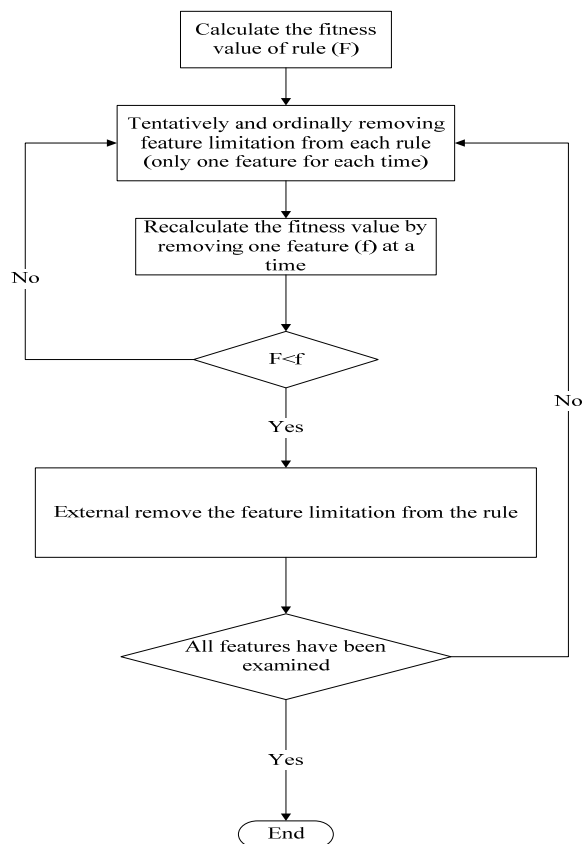 Calculate the fitness
value of rule (F)
Tentatively and ordinally removing
feature limitation from each rule
(only one feature for each time)
Recalculate the fitness value by
removing one feature (f) at a
time
No
F<f
No
Yes
External remove the feature limitation from the rule
All features have been
examined
Yes
End